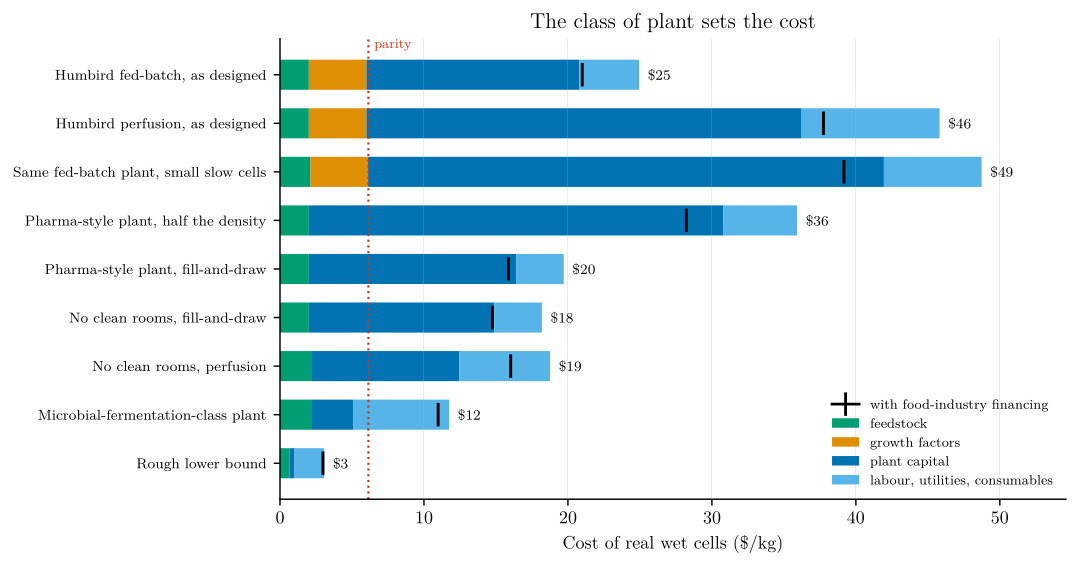 The class of plant sets the cost
parity
Humbird fed-batch, as designed
$25
Humbird perfusion, as designed
$46
Same fed-batch plant, small slow cells
$49
Pharma-style plant, half the density
$36
Pharma-style plant, fill-and-draw
$20
No clean rooms, fill-and-draw
$18
No clean rooms, perfusion
$19
Microbial-fermentation-class plant
$12
Rough lower bound
$3
with food-industry financing
feedstock
growth factors
plant capital
labour, utilities, consumables
0 10 20 30 40 50
Cost of real wet cells ($/kg)